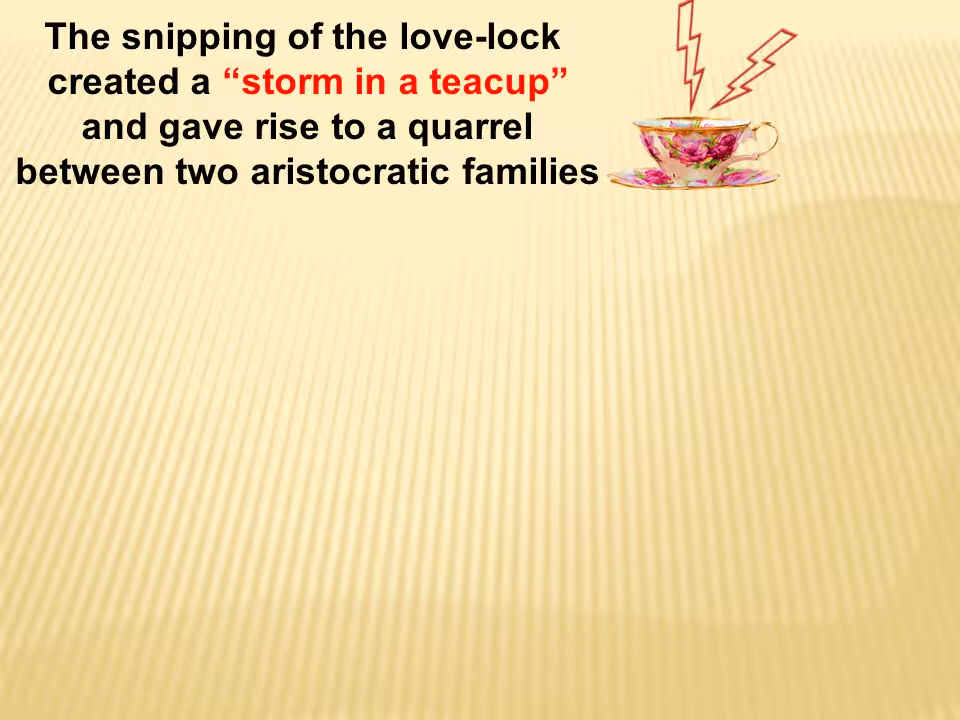 The snipping of the love-lock
created a “storm in a teacup”
and gave rise to a quarrel
between two aristocratic families